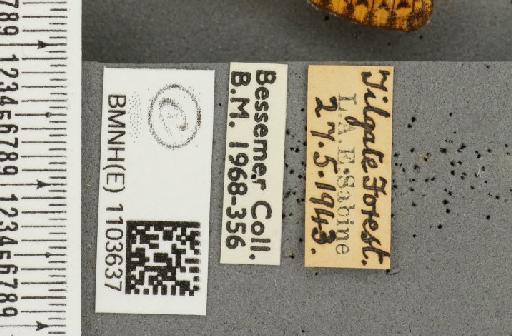 Tilgate Forest.
L.A.E. Sabine
27.5.1943.
Bessemer Coll.
B.M. 1968-356
BMNH(E) 1103637